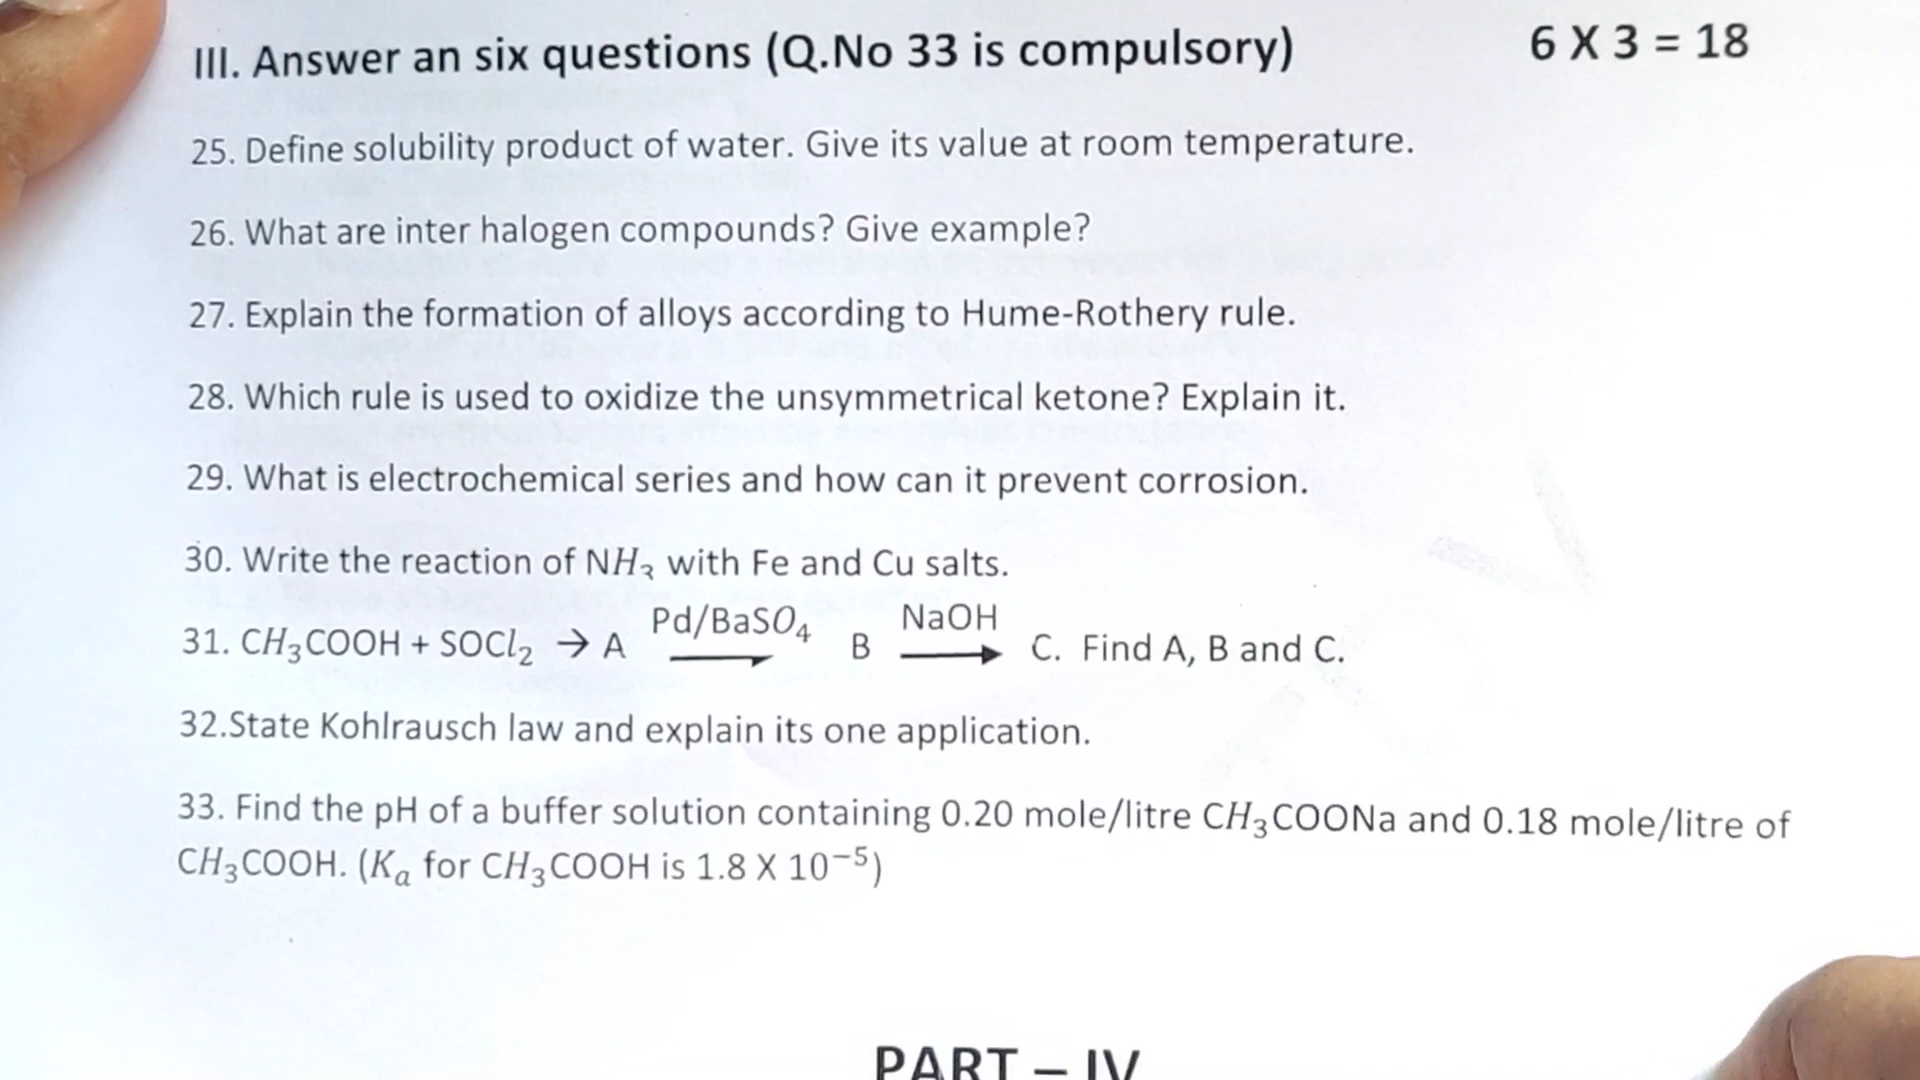 III. Answer an six questions (Q.No 33 is compulsory) 6 X 3 = 18
25. Define solubility product of water. Give its value at room temperature.
26. What are inter halogen compounds? Give example?
27. Explain the formation of alloys according to Hume-Rothery rule.
28. Which rule is used to oxidize the unsymmetrical ketone? Explain it.
29. What is electrochemical series and how can it prevent corrosion.
30. Write the reaction of NH₃ with Fe and Cu salts.
31. CH₃COOH + SOCl₂ → A Pd/BaSO₄ → B NaOH → C. Find A, B and C.
32.State Kohlrausch law and explain its one application.
33. Find the pH of a buffer solution containing 0.20 mole/litre CH₃COONa and 0.18 mole/litre of
CH₃COOH. (Kₐ for CH₃COOH is 1.8 X 10⁻⁵)
PART – IV